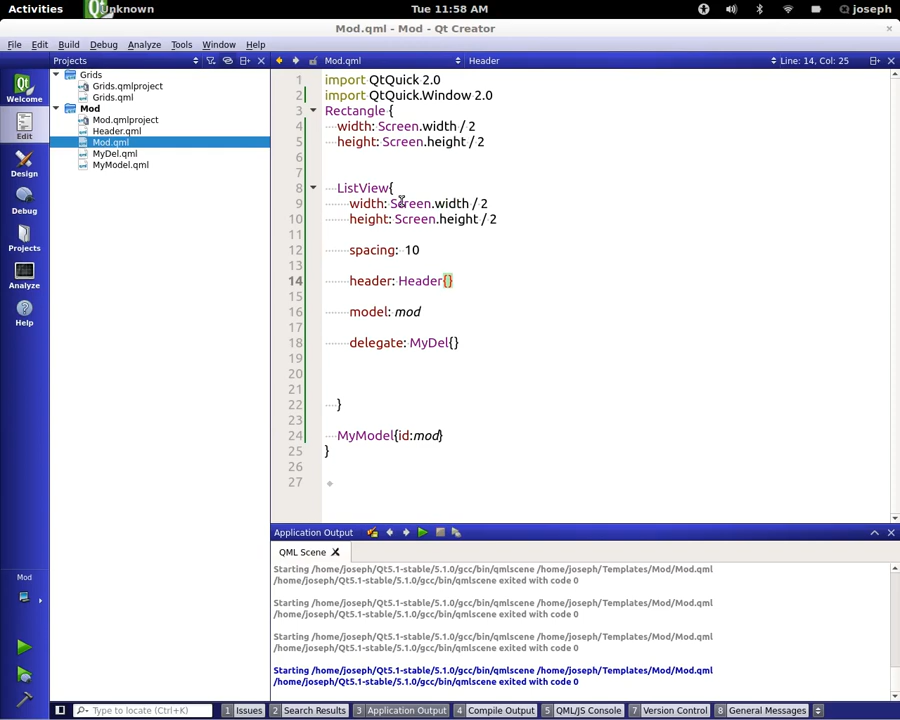 Activities Unknown Tue 11:58 AM joseph
Mod.qml - Mod - Qt Creator
File Edit Build Debug Analyze Tools Window Help
Projects Mod.qml Header Line: 14, Col: 25
Welcome
Edit
Design
Debug
Projects
Analyze
Help
Mod
Grids
Grids.qmlproject
Grids.qml
Mod
Mod.qmlproject
Header.qml
Mod.qml
MyDel.qml
MyModel.qml
1 import QtQuick 2.0
2 import QtQuick.Window 2.0
3 Rectangle {
4 width: Screen.width / 2
5 height: Screen.height / 2
6
7
8 ListView{
9 width: Screen.width / 2
10 height: Screen.height / 2
11
12 spacing: 10
13
14 header: Header{}
15
16 model: mod
17
18 delegate: MyDel{}
19
20
21
22 }
23
24 MyModel{id:mod}
25 }
26
27
Application Output
QML Scene
Starting /home/joseph/Qt5.1-stable/5.1.0/gcc/bin/qmlscene /home/joseph/Templates/Mod/Mod.qml
/home/joseph/Qt5.1-stable/5.1.0/gcc/bin/qmlscene exited with code 0
Starting /home/joseph/Qt5.1-stable/5.1.0/gcc/bin/qmlscene /home/joseph/Templates/Mod/Mod.qml
/home/joseph/Qt5.1-stable/5.1.0/gcc/bin/qmlscene exited with code 0
Starting /home/joseph/Qt5.1-stable/5.1.0/gcc/bin/qmlscene /home/joseph/Templates/Mod/Mod.qml
/home/joseph/Qt5.1-stable/5.1.0/gcc/bin/qmlscene exited with code 0
Starting /home/joseph/Qt5.1-stable/5.1.0/gcc/bin/qmlscene /home/joseph/Templates/Mod/Mod.qml
/home/joseph/Qt5.1-stable/5.1.0/gcc/bin/qmlscene exited with code 0
Type to locate (Ctrl+K) 1 Issues 2 Search Results 3 Application Output 4 Compile Output 5 QML/JS Console 7 Version Control 8 General Messages